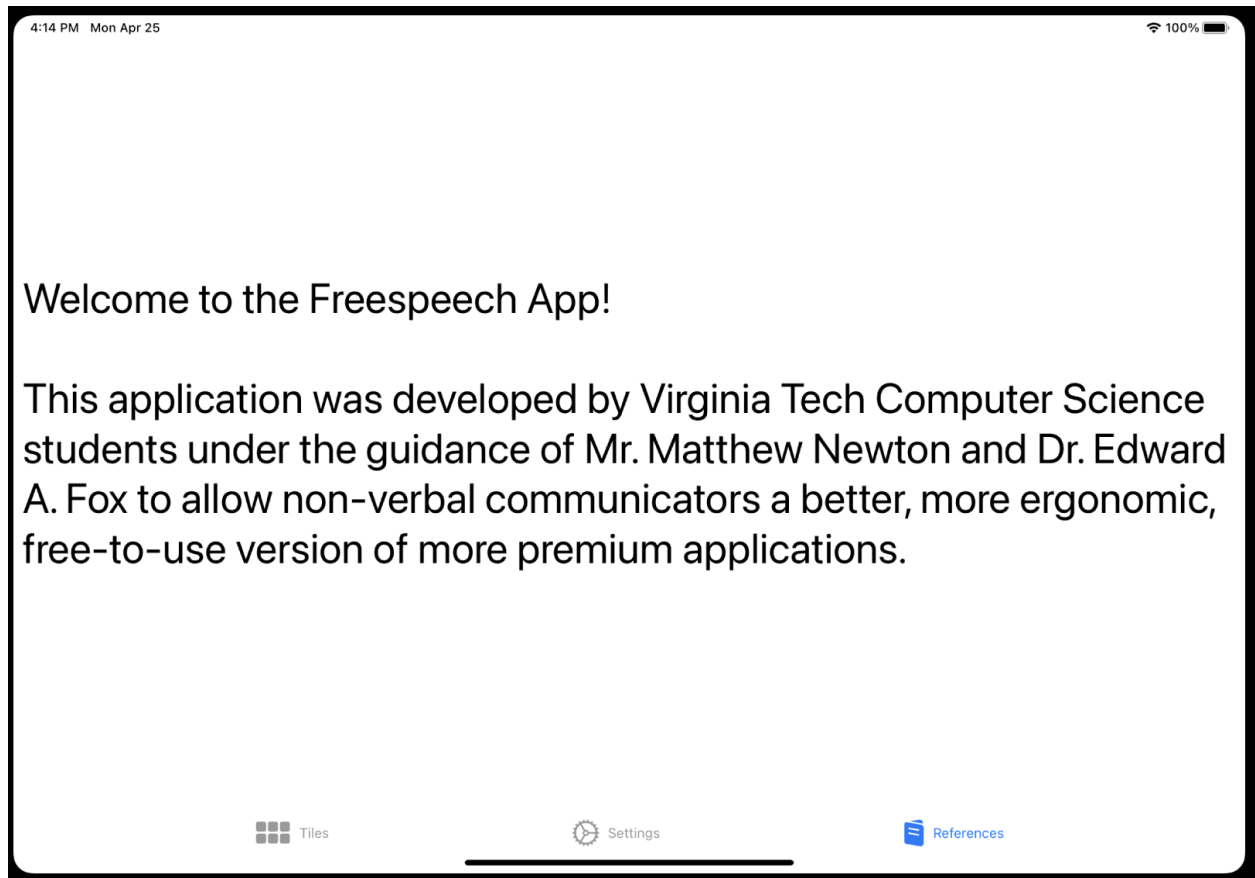 4:14 PM Mon Apr 25 100%
Welcome to the Freespeech App!
This application was developed by Virginia Tech Computer Science
students under the guidance of Mr. Matthew Newton and Dr. Edward
A. Fox to allow non-verbal communicators a better, more ergonomic,
free-to-use version of more premium applications.
Tiles Settings References